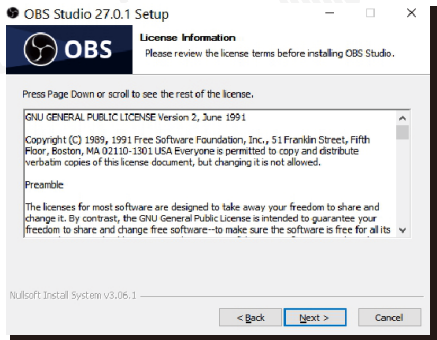 OBS Studio 27.0.1 Setup
OBS
License Information
Please review the license terms before installing OBS Studio.
Press Page Down or scroll to see the rest of the license.
GNU GENERAL PUBLIC LICENSE Version 2, June 1991
Copyright (C) 1989, 1991 Free Software Foundation, Inc., 51 Franklin Street, Fifth
Floor, Boston, MA 02110-1301 USA Everyone is permitted to copy and distribute
verbatim copies of this license document, but changing it is not allowed.
Preamble
The licenses for most software are designed to take away your freedom to share and
change it. By contrast, the GNU General Public License is intended to guarantee your
freedom to share and change free software--to make sure the software is free for all its
Nullsoft Install System v3.06.1
< Back
Next >
Cancel